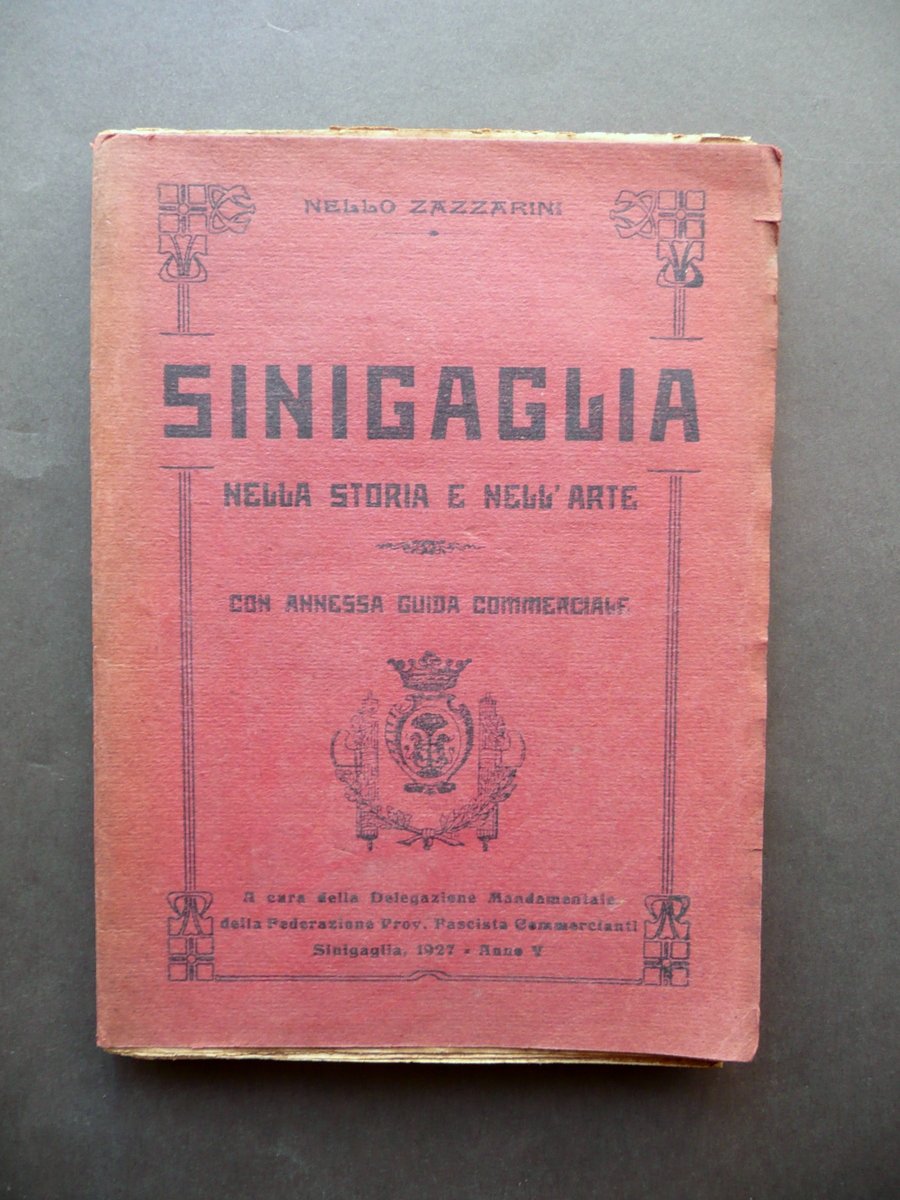 NELLO ZAZZARINI
SINIGAGLIA
NELLA STORIA E NELL'ARTE
CON ANNESSA GUIDA COMMERCIALE
A cura della Delegazione Mandamentale
della Federazione Prov. Fascista Commercianti
Sinigaglia, 1927 - Anno V